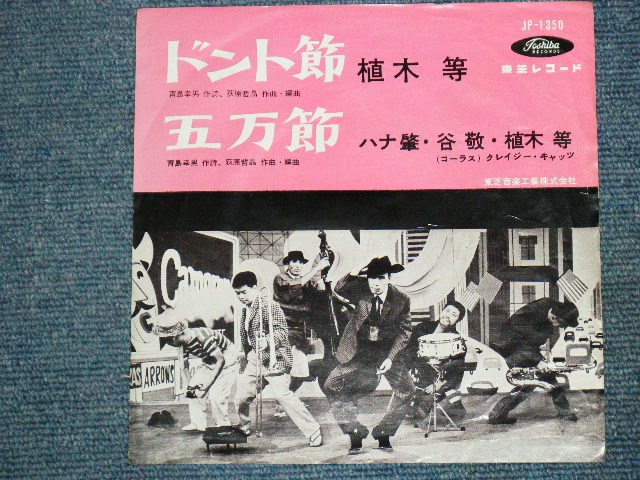 JP-1350
Toshiba
RECORDS
東芝レコード
ドント節 植木 等
青島幸男 作詩、萩原哲晶 作曲・編曲
五万節 ハナ肇・谷 敬・植木 等
(コーラス) クレイジー・キャッツ
青島幸男 作詩、萩原哲晶 作曲・編曲
東芝音楽工業株式会社
ARROWS